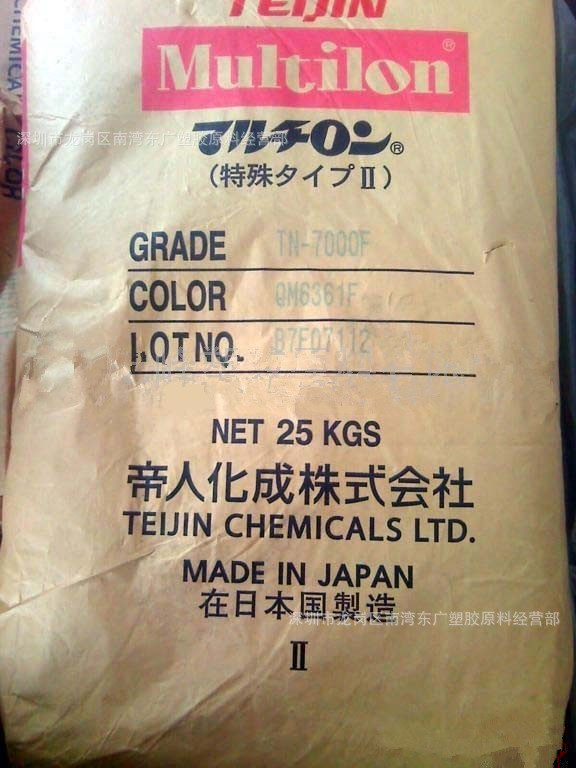 TEIJIN
Multilon®
深圳市龙岗区南湾东广塑胶原料经营部
マルチロン®
(特殊タイプⅡ)
GRADE TN-7000F
COLOR QM6361F
LOT NO. B7E07112
NET 25 KGS
帝人化成株式会社
TEIJIN CHEMICALS LTD.
MADE IN JAPAN
在日本国製造
深圳市龙岗区南湾东广塑胶原料经营部
Ⅱ